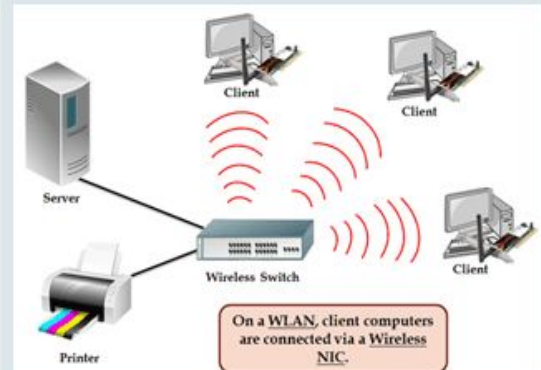 Client
Client
Server
Client
Wireless Switch
Printer
On a WLAN, client computers
are connected via a Wireless
NIC.